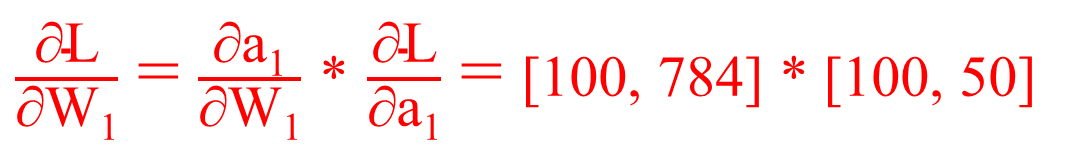 ∂L/∂W₁ = ∂a₁/∂W₁ * ∂L/∂a₁ = [100, 784] * [100, 50]